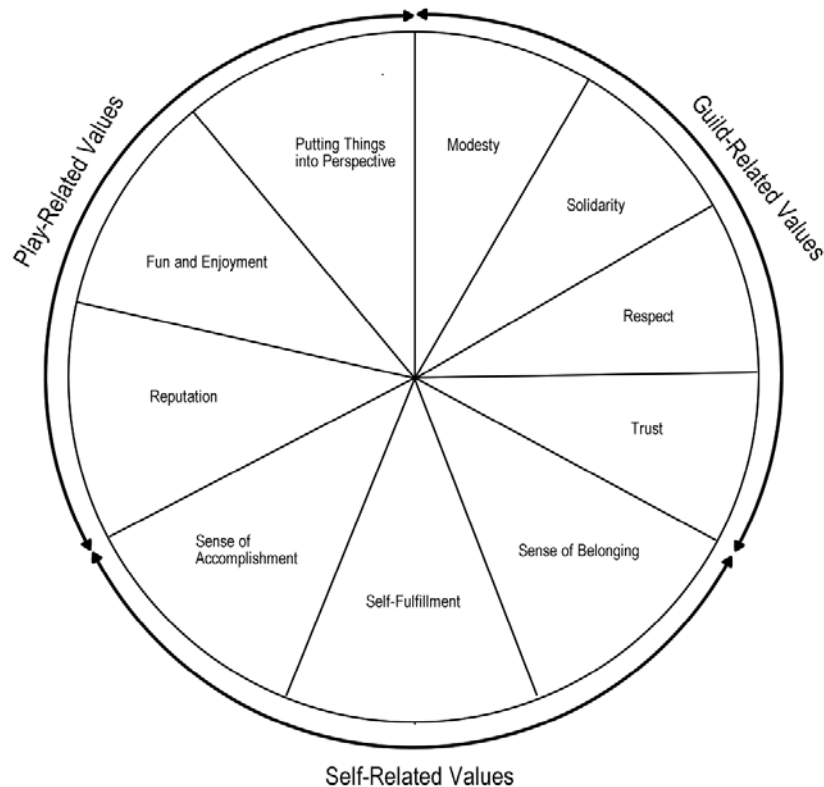 Play-Related Values
Guild-Related Values
Putting Things
into Perspective
Modesty
Solidarity
Fun and Enjoyment
Respect
Reputation
Trust
Sense of
Accomplishment
Sense of Belonging
Self-Fulfillment
Self-Related Values